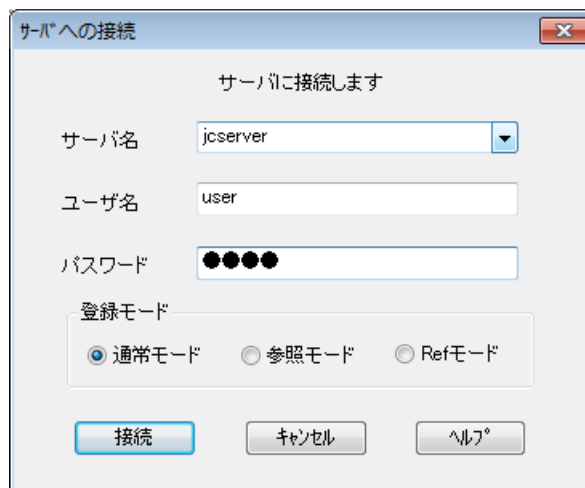 ｻｰﾊﾞへの接続
サーバに接続します
サーバ名 jcserver
ユーザ名 user
パスワード ●●●●
登録モード
通常モード 参照モード Refモード
接続 ｷｬﾝｾﾙ ﾍﾙﾌﾟ